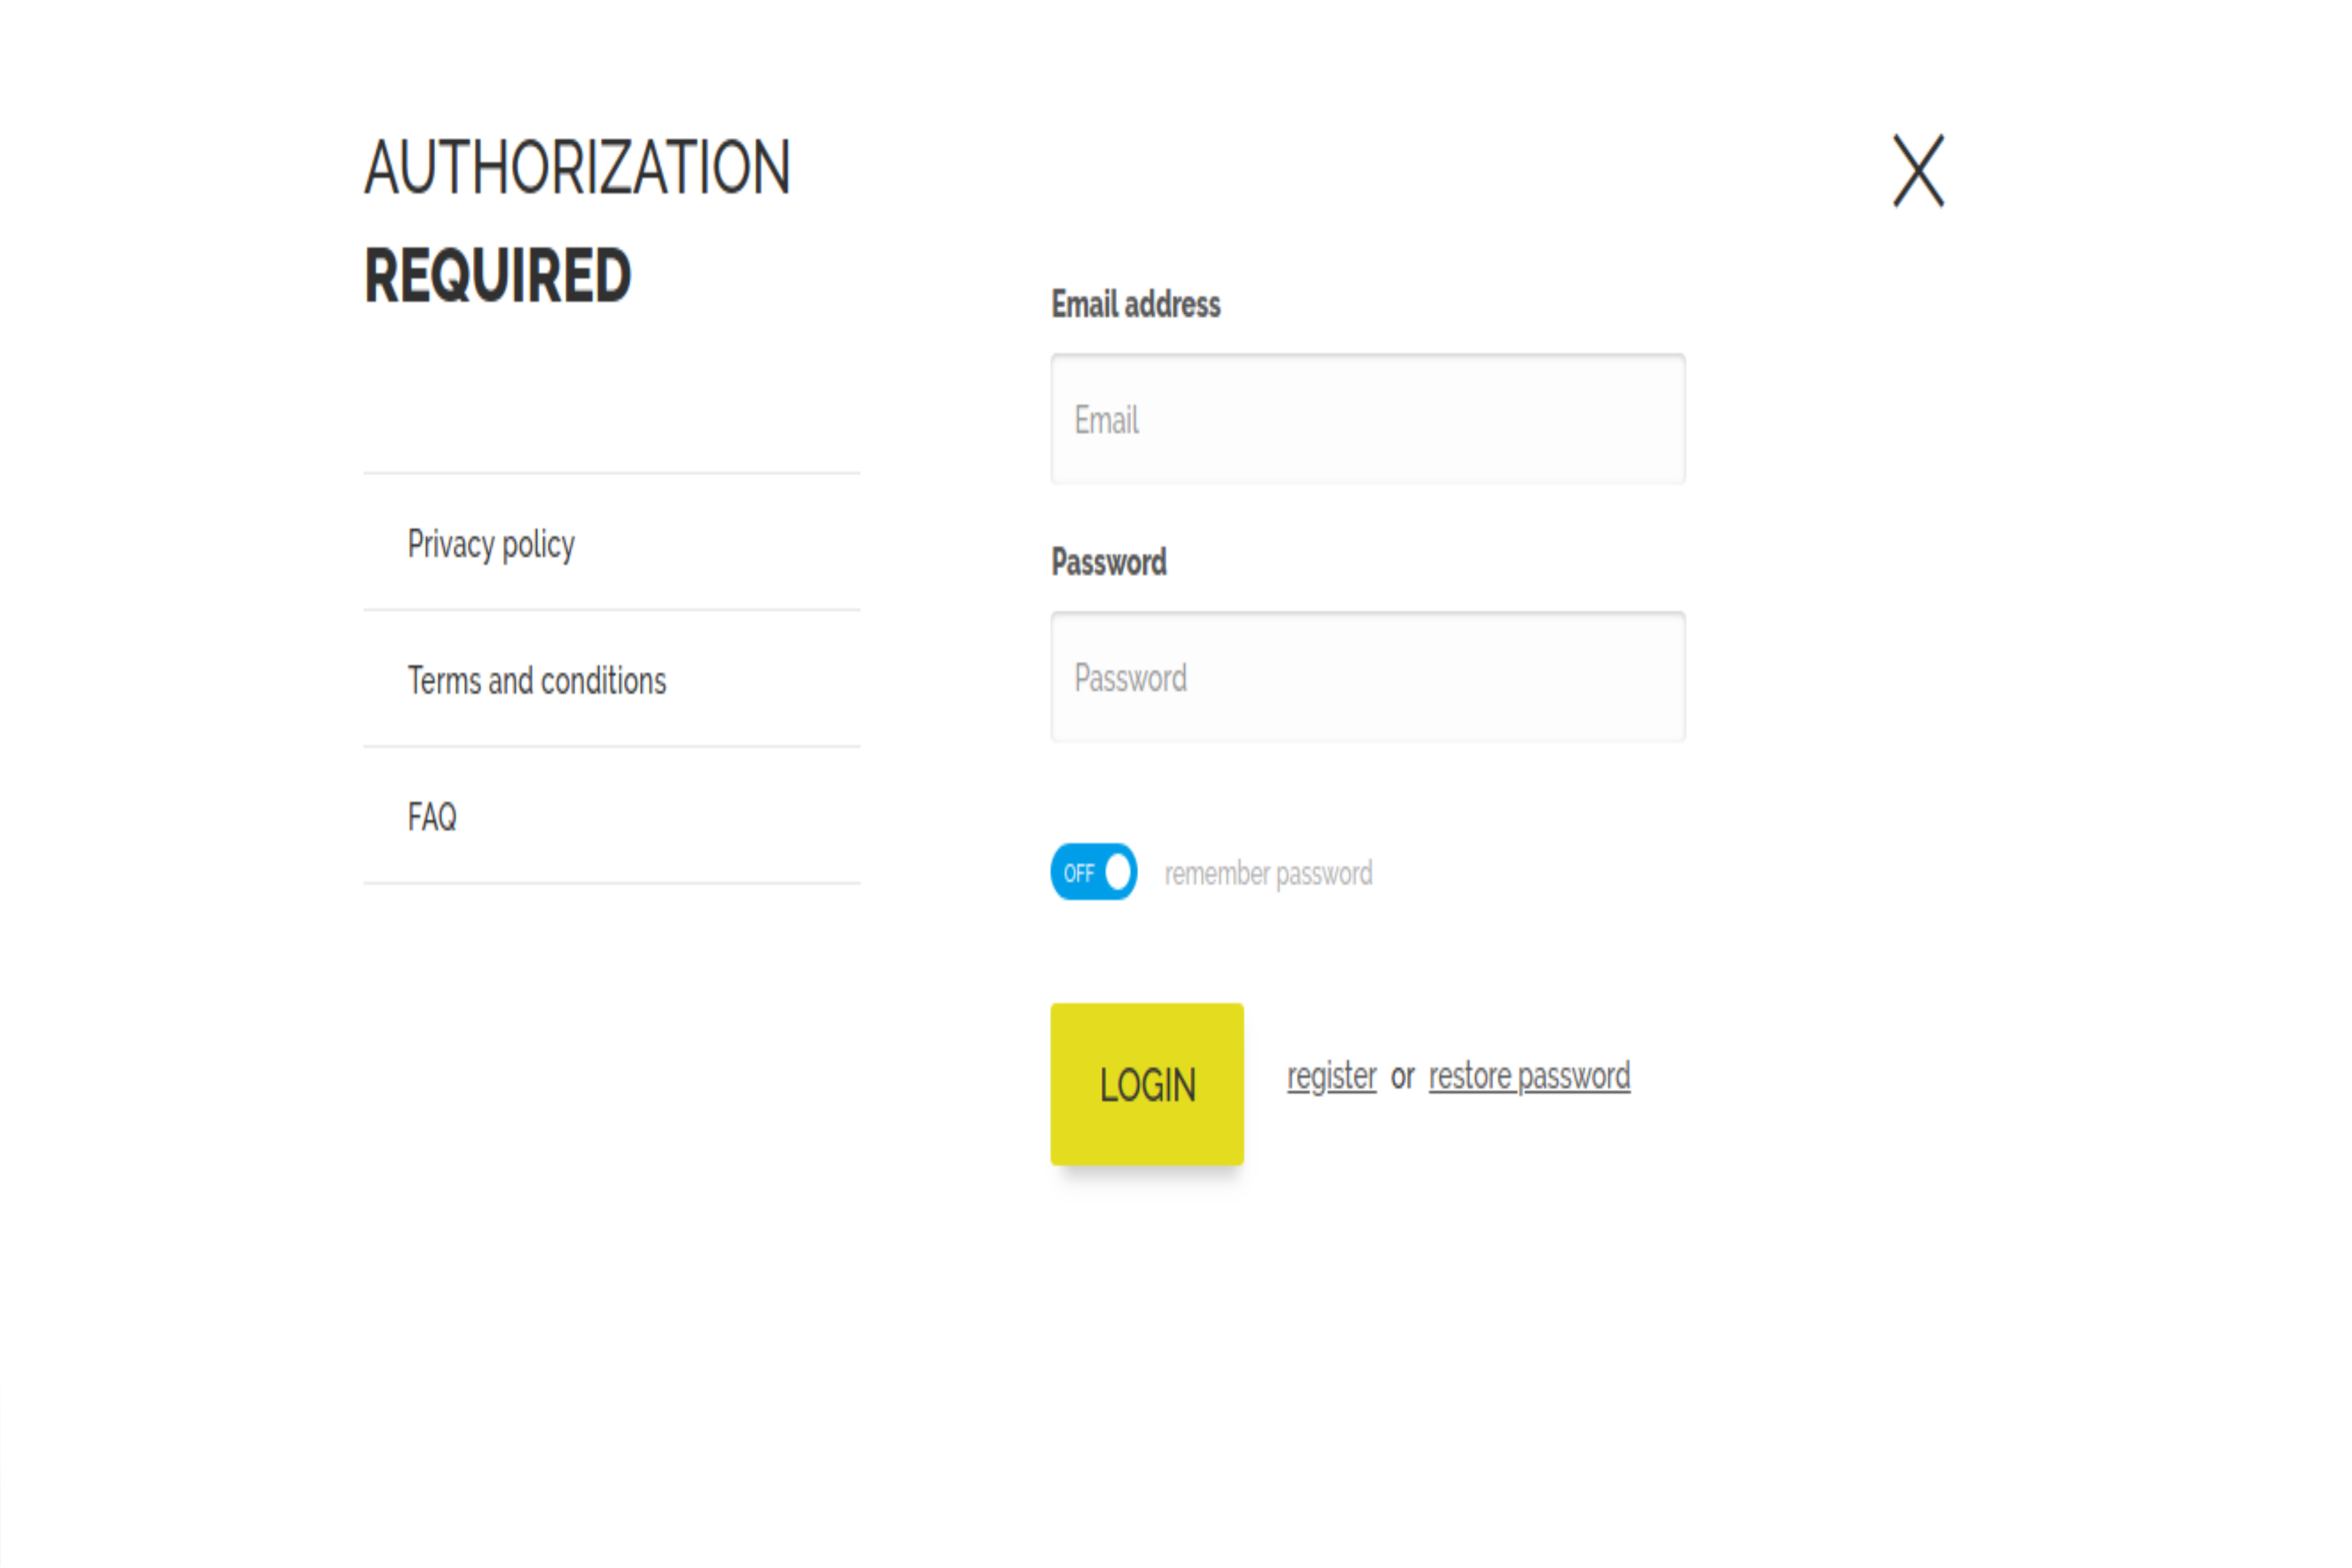 AUTHORIZATION
REQUIRED
Privacy policy
Terms and conditions
FAQ
X
Email address
Email
Password
Password
OFF remember password
LOGIN register or restore password